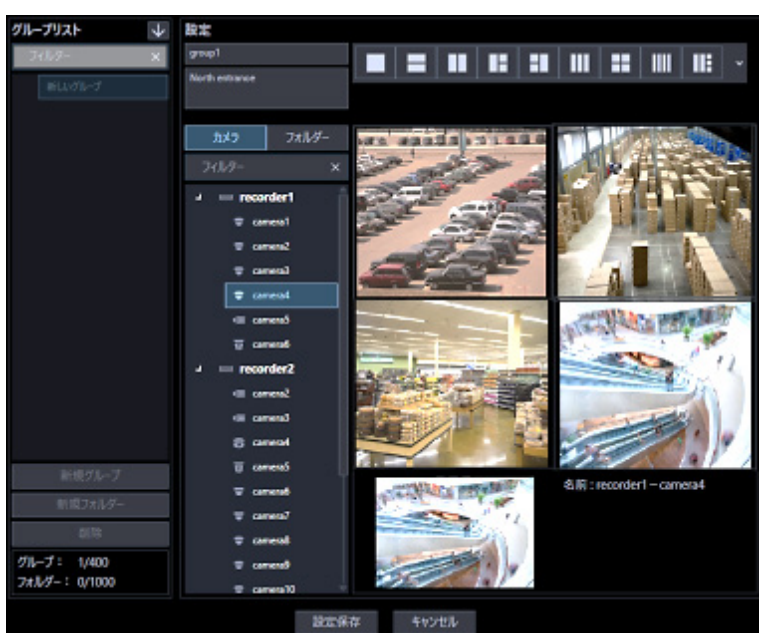 グループリスト
フィルター ×
新しいグループ
新規グループ
新規フォルダー
削除
グループ： 1/400
フォルダー： 0/1000
設定
group1
North entrance
カメラ フォルダー
フィルター ×
recorder1
camera1
camera2
camera3
camera4
camera5
camera6
recorder2
camera2
camera3
camera4
camera5
camera6
camera7
camera8
camera9
camera10
名前 : recorder1－camera4
設定保存 キャンセル